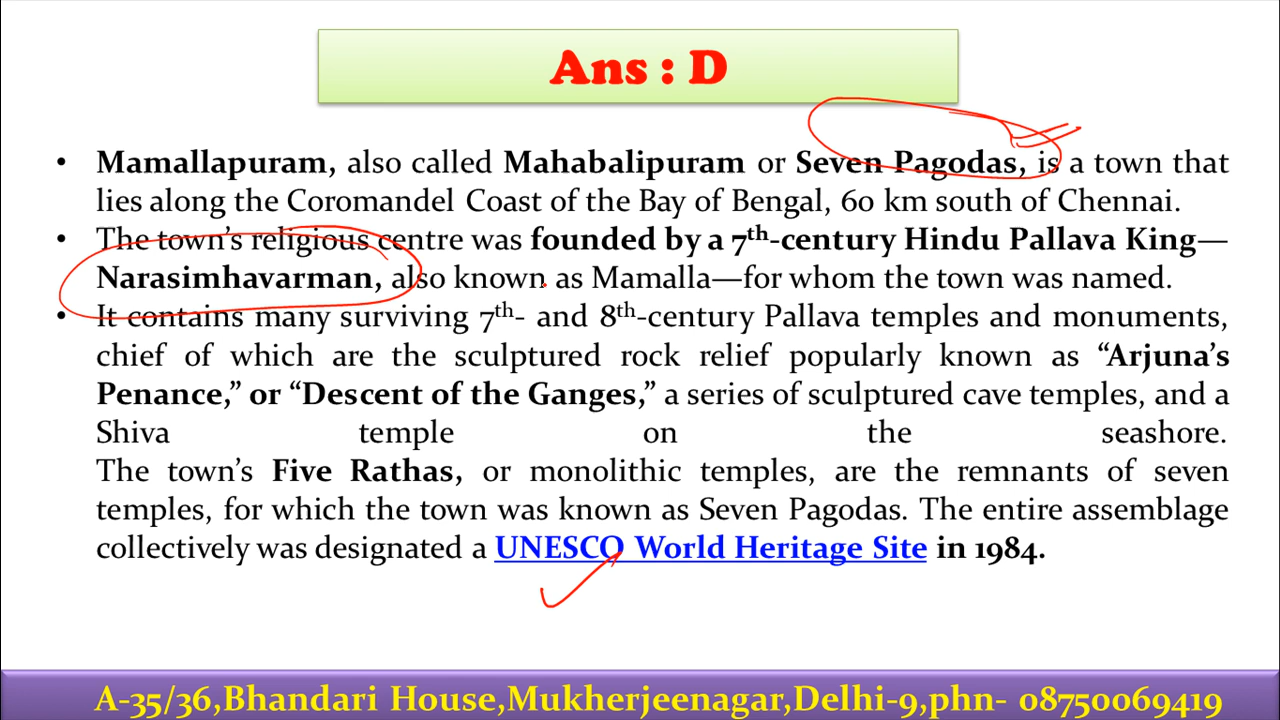 Ans : D
• Mamallapuram, also called Mahabalipuram or Seven Pagodas, is a town that
lies along the Coromandel Coast of the Bay of Bengal, 60 km south of Chennai.
• The town’s religious centre was founded by a 7th-century Hindu Pallava King—
Narasimhavarman, also known as Mamalla—for whom the town was named.
• It contains many surviving 7th- and 8th-century Pallava temples and monuments,
chief of which are the sculptured rock relief popularly known as “Arjuna’s
Penance,” or “Descent of the Ganges,” a series of sculptured cave temples, and a
Shiva temple on the seashore.
The town’s Five Rathas, or monolithic temples, are the remnants of seven
temples, for which the town was known as Seven Pagodas. The entire assemblage
collectively was designated a UNESCO World Heritage Site in 1984.
A-35/36,Bhandari House,Mukherjeenagar,Delhi-9,phn- 08750069419